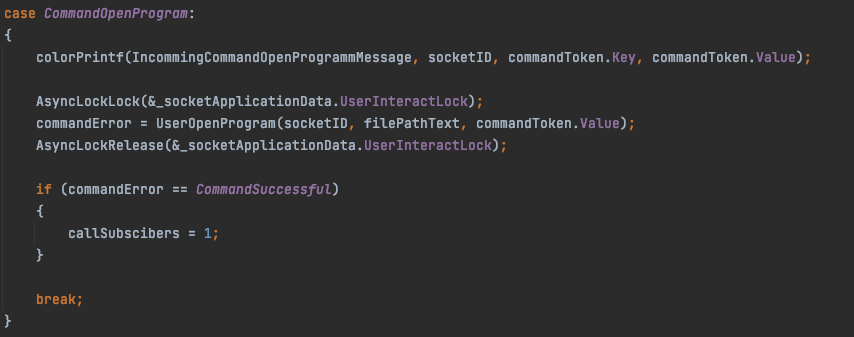 case CommandOpenProgram:
{
colorPrintf(IncommingCommandOpenProgrammMessage, socketID, commandToken.Key, commandToken.Value);
AsyncLockLock(&_socketApplicationData.UserInteractLock);
commandError = UserOpenProgram(socketID, filePathText, commandToken.Value);
AsyncLockRelease(&_socketApplicationData.UserInteractLock);
if (commandError == CommandSuccessful)
{
callSubscibers = 1;
}
break;
}